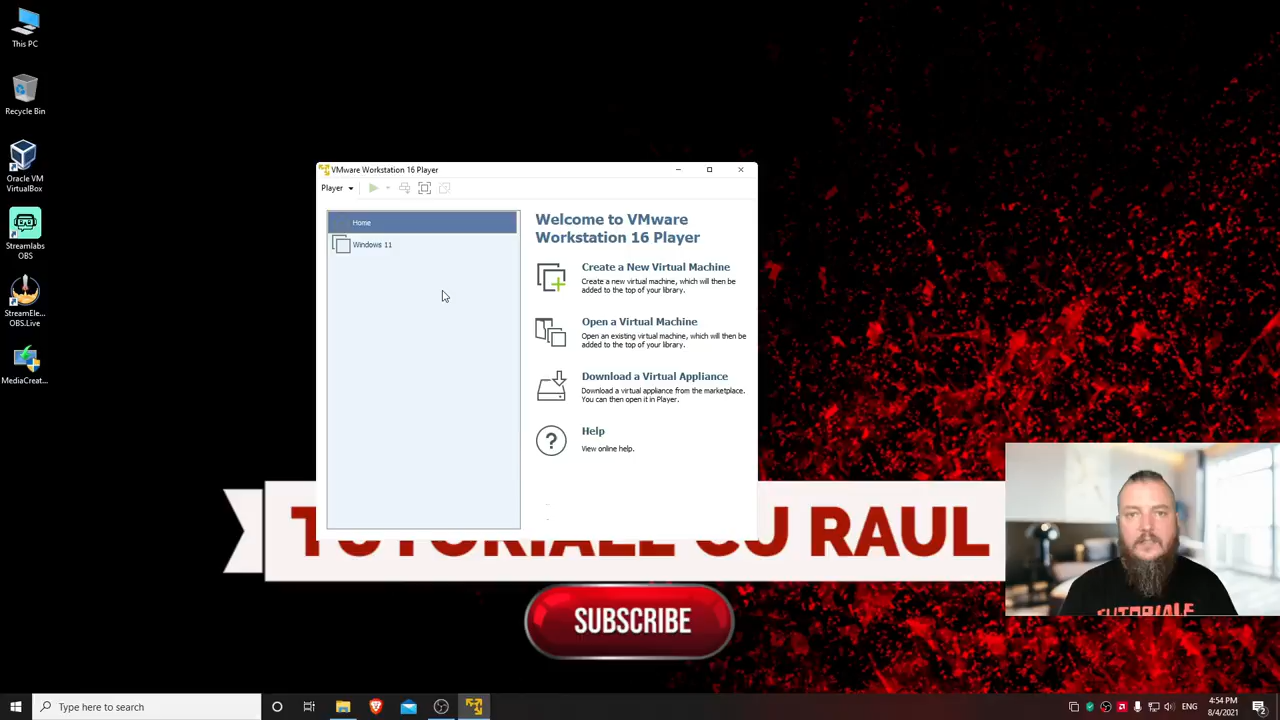 This PC
Recycle Bin
Oracle VM
VirtualBox
Streamlabs
OBS
StreamEle...
OBS.Live
MediaCreat...
VMware Workstation 16 Player
Player
Home
Windows 11
Welcome to VMware
Workstation 16 Player
Create a New Virtual Machine
Create a new virtual machine, which will then be
added to the top of your library.
Open a Virtual Machine
Open an existing virtual machine, which will then be
added to the top of your library.
Download a Virtual Appliance
Download a virtual appliance from the marketplace.
You can then open it in Player.
Help
View online help.
TUTORIALE CU RAUL
SUBSCRIBE
TUTORIALE
Type here to search
4:54 PM
8/4/2021
2